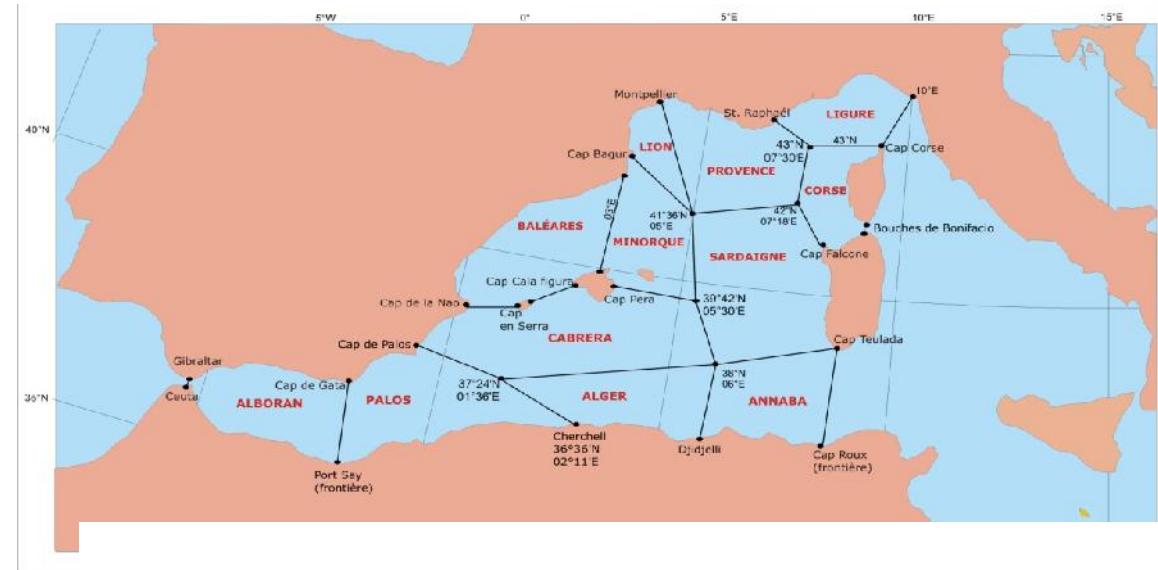 5°W
0°
5°E
10°E
15°E
40°N
36°N
Montpellier
St. Raphaël
LIGURE
10°E
43°N
43°N
07°30'E
Cap Corse
LION
Cap Bagur
PROVENCE
CORSE
03°E
BALÉARES
41°36'N
05°E
42°N
07°18'E
MINORQUE
SARDAIGNE
Bouches de Bonifacio
Cap Falcone
Cap Cala figura
Cap Pera
39°42'N
05°30'E
Cap de la Nao
Cap
en Serra
CABRERA
Cap de Palos
Cap Teulada
Gibraltar
Ceuta
Cap de Gata
37°24'N
01°36'E
38°N
06°E
ALBORAN
PALOS
ALGER
ANNABA
Cherchell
36°36'N
02°11'E
Djidjelli
Cap Roux
(frontière)
Port Say
(frontière)